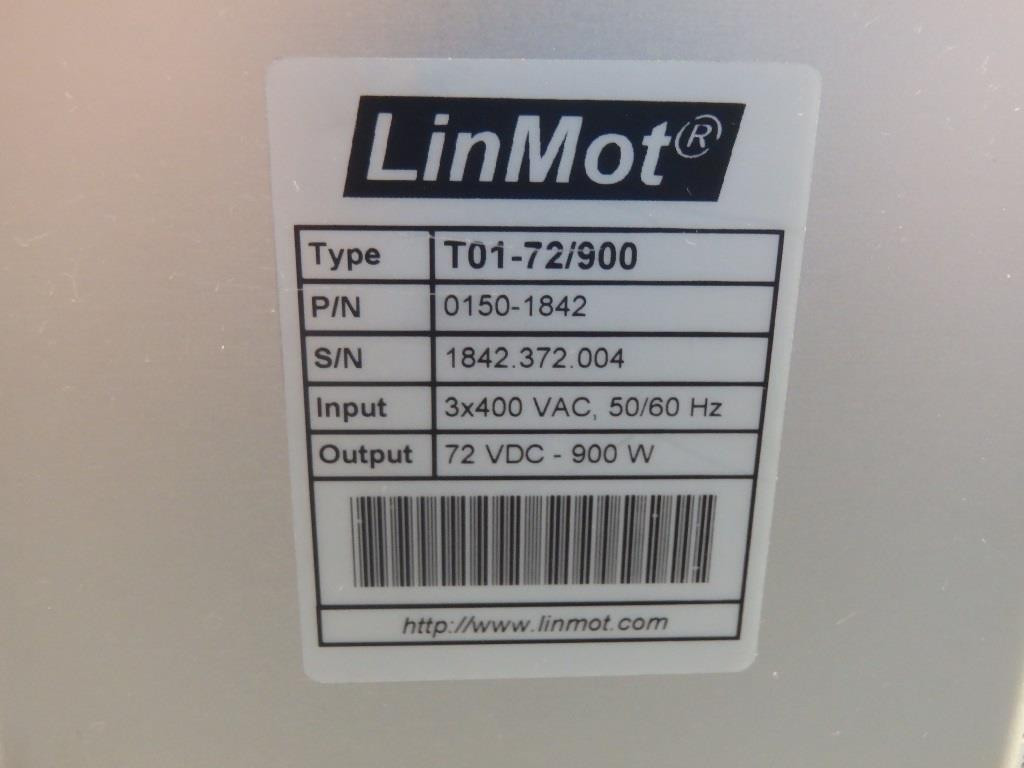 LinMot®
Type T01-72/900
P/N 0150-1842
S/N 1842.372.004
Input 3x400 VAC, 50/60 Hz
Output 72 VDC - 900 W
http://www.linmot.com